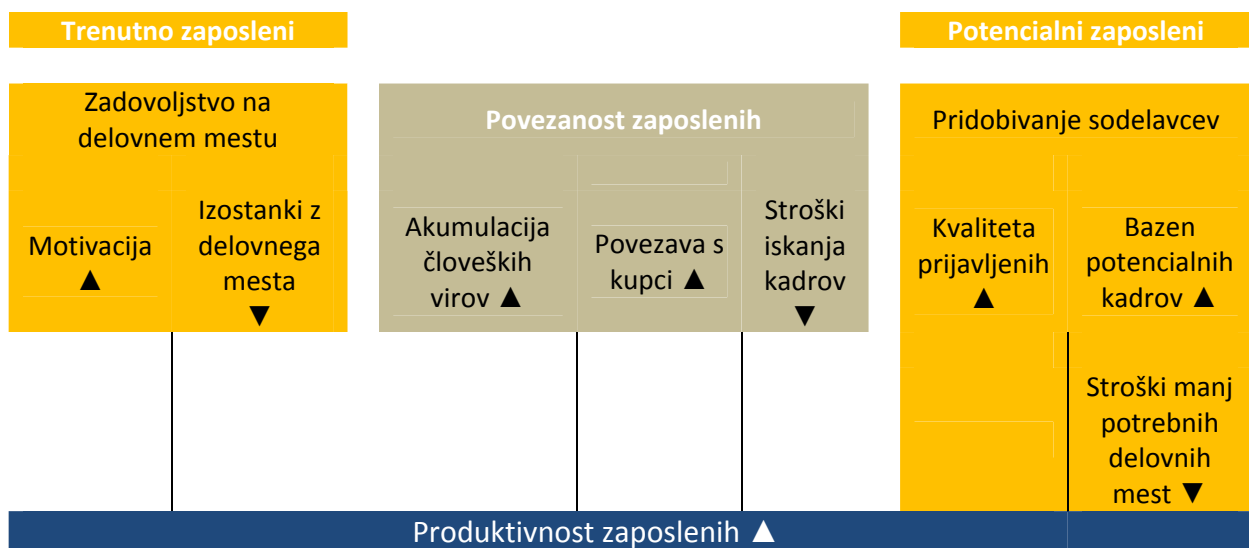 Trenutno zaposleni
Potencialni zaposleni
Zadovoljstvo na
delovnem mestu
Povezanost zaposlenih
Pridobivanje sodelavcev
Motivacija
▲
Izostanki z
delovnega
mesta
▼
Akumulacija
človeških
virov ▲
Povezava s
kupci ▲
Stroški
iskanja
kadrov
▼
Kvaliteta
prijavljenih
▲
Bazen
potencialnih
kadrov ▲
Stroški manj
potrebnih
delovnih
mest ▼
Produktivnost zaposlenih ▲